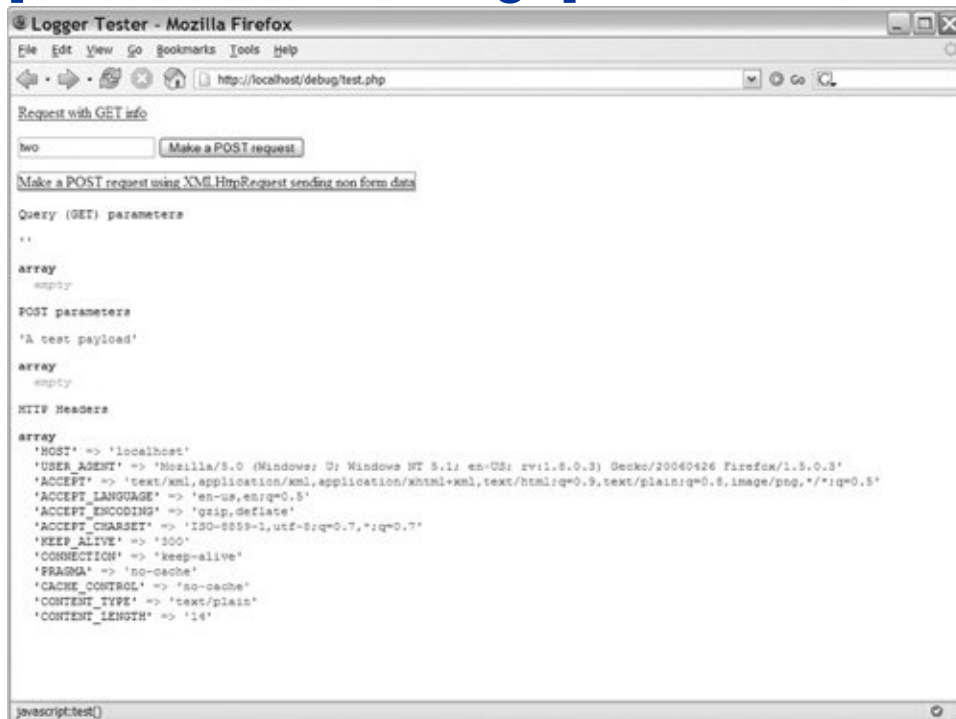 Logger Tester - Mozilla Firefox
File Edit View Go Bookmarks Tools Help
http://localhost/debug/test.php Go
Request with GET info
two Make a POST request
Make a POST request using XMLHttpRequest sending non form data
Query (GET) parameters
''
array
empty
POST parameters
'A test payload'
array
empty
HTTP Headers
array
'HOST' => 'localhost'
'USER_AGENT' => 'Mozilla/5.0 (Windows; U; Windows NT 5.1; en-US; rv:1.8.0.3) Gecko/20060426 Firefox/1.5.0.3'
'ACCEPT' => 'text/xml,application/xml,application/xhtml+xml,text/html;q=0.9,text/plain;q=0.8,image/png,*/*;q=0.5'
'ACCEPT_LANGUAGE' => 'en-us,en;q=0.5'
'ACCEPT_ENCODING' => 'gzip,deflate'
'ACCEPT_CHARSET' => 'ISO-8859-1,utf-8;q=0.7,*;q=0.7'
'KEEP_ALIVE' => '300'
'CONNECTION' => 'keep-alive'
'PRAGMA' => 'no-cache'
'CACHE_CONTROL' => 'no-cache'
'CONTENT_TYPE' => 'text/plain'
'CONTENT_LENGTH' => '14'
javascript:test()